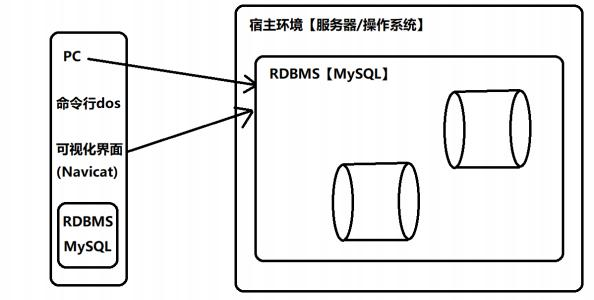 PC
命令行dos
可视化界面
(Navicat)
RDBMS
MySQL
宿主环境【服务器/操作系统】
RDBMS【MySQL】